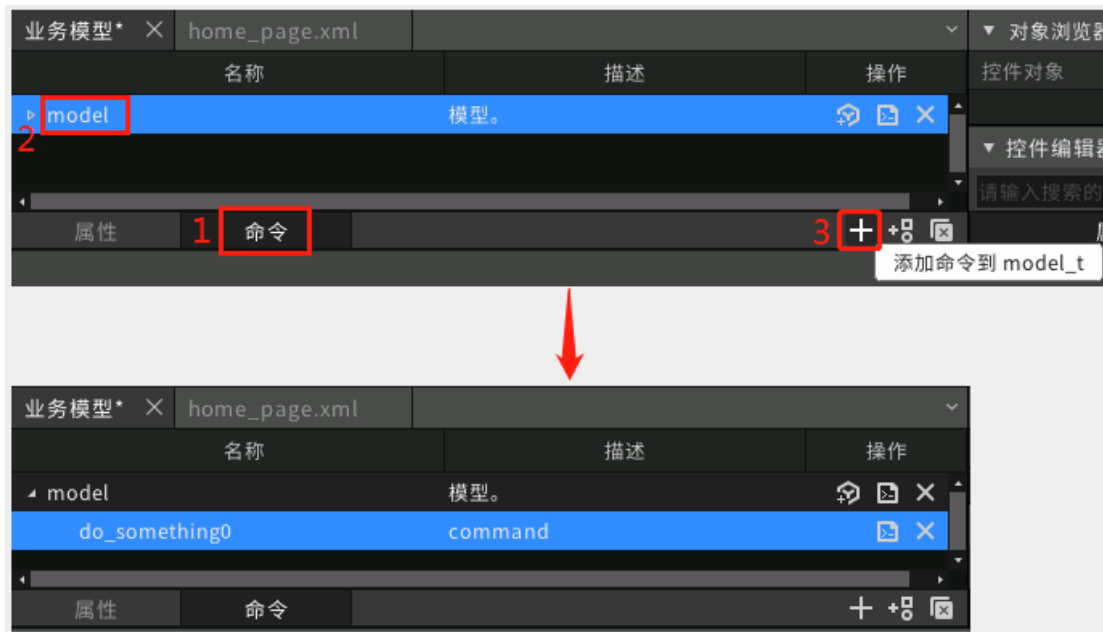 业务模型* home_page.xml ▼ 对象浏览器
名称 描述 操作 控件对象
model 模型。
2
▼ 控件编辑器
请输入搜索的
属性 1 命令 3
添加命令到 model_t
业务模型* home_page.xml
名称 描述 操作
model 模型。
do_something0 command
属性 命令